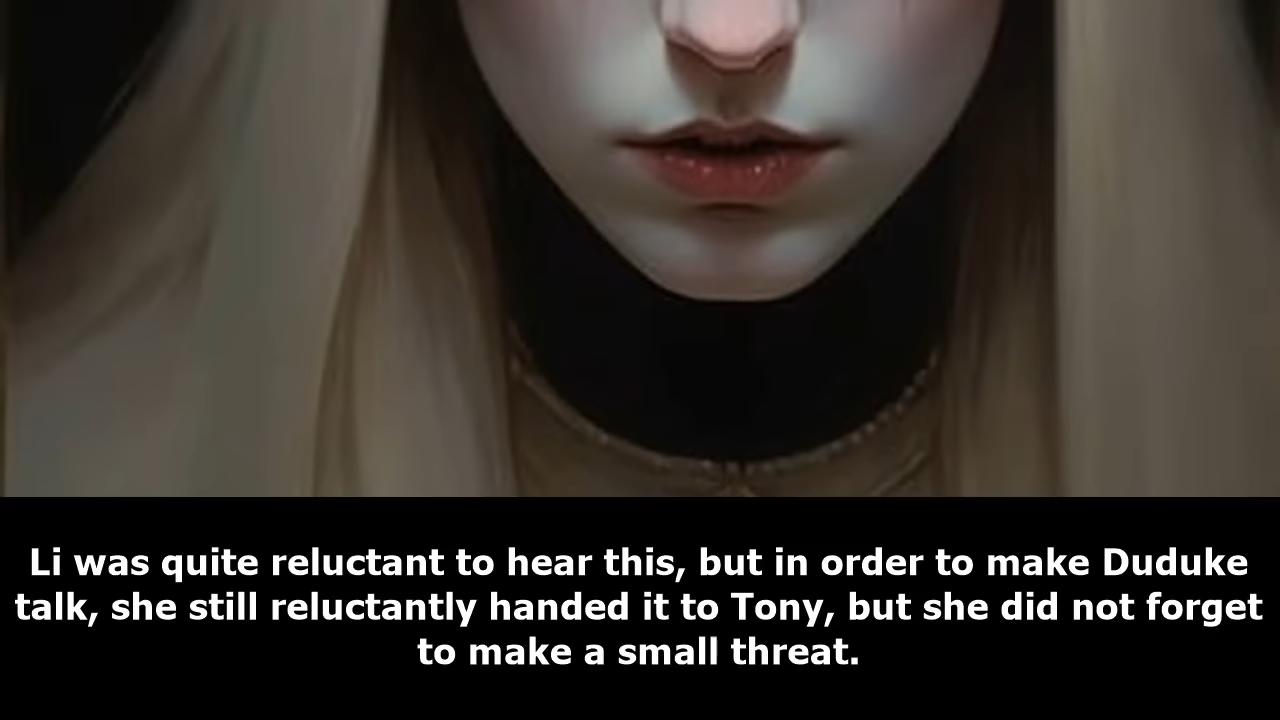 Li was quite reluctant to hear this, but in order to make Duduke
talk, she still reluctantly handed it to Tony, but she did not forget
to make a small threat.